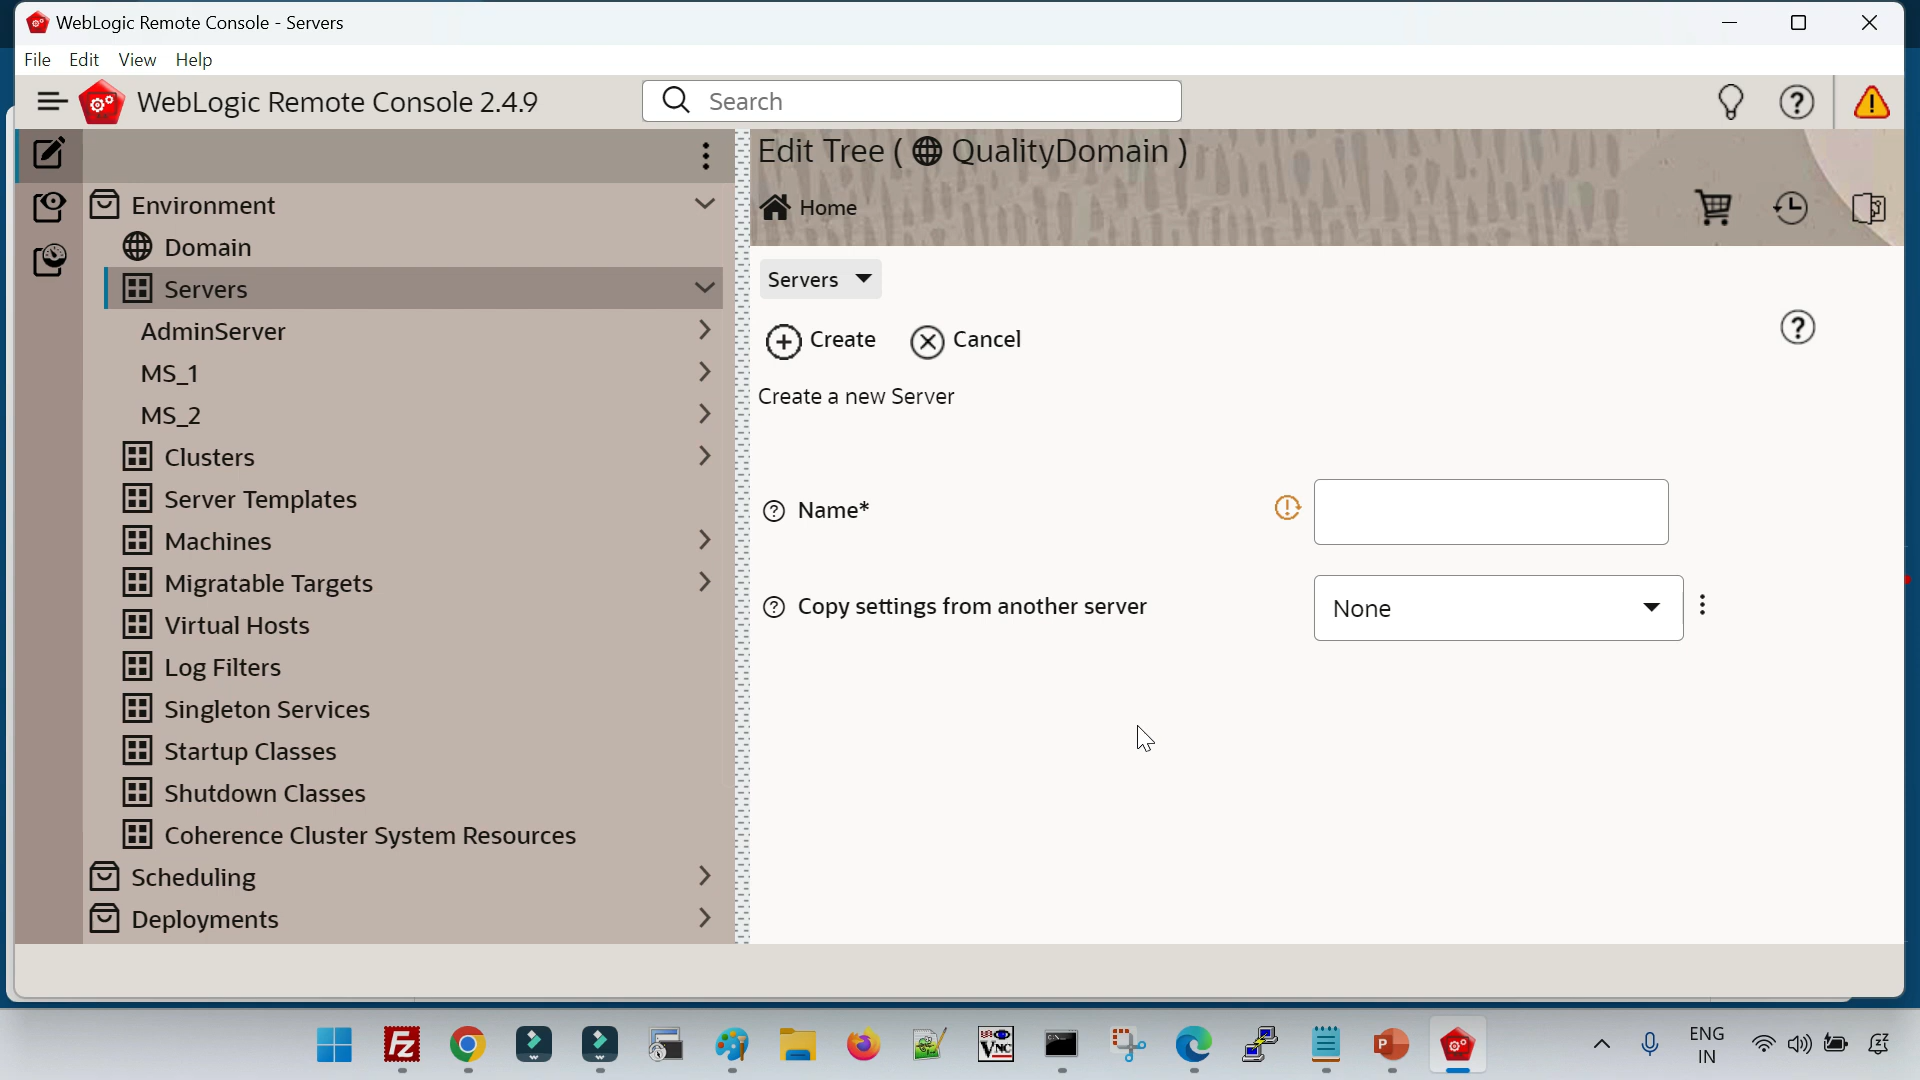 WebLogic Remote Console - Servers
File Edit View Help
WebLogic Remote Console 2.4.9
Search
Edit Tree ( QualityDomain )
Home
Environment
Domain
Servers
AdminServer
MS_1
MS_2
Clusters
Server Templates
Machines
Migratable Targets
Virtual Hosts
Log Filters
Singleton Services
Startup Classes
Shutdown Classes
Coherence Cluster System Resources
Scheduling
Deployments
Servers
Create Cancel
Create a new Server
Name*
Copy settings from another server
None
FZ
VNC
P
ENG
IN